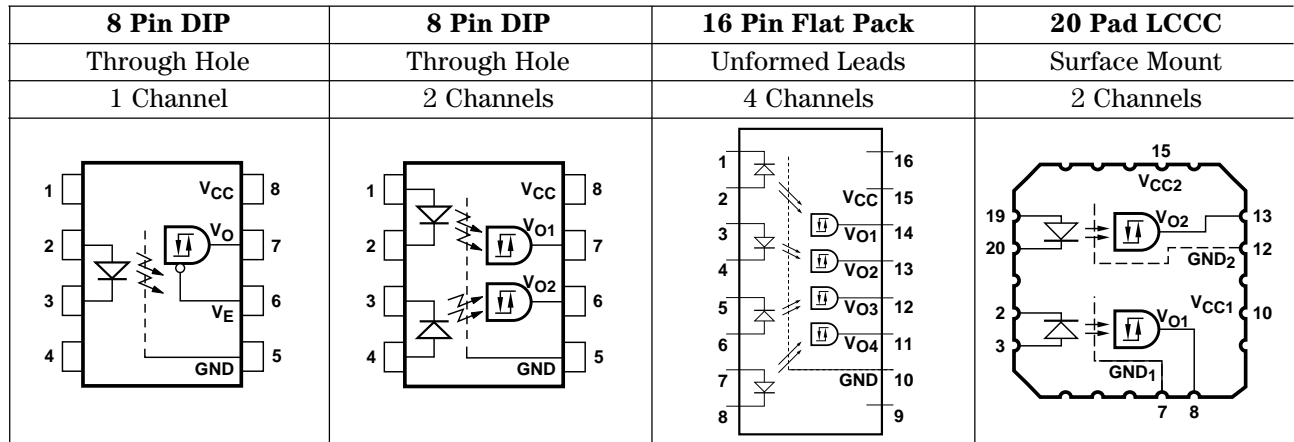 8 Pin DIP
8 Pin DIP
16 Pin Flat Pack
20 Pad LCCC
Through Hole
Through Hole
Unformed Leads
Surface Mount
1 Channel
2 Channels
4 Channels
2 Channels
1
2
3
4
VCC
VO
VE
GND
8
7
6
5
1
2
3
4
VCC
VO1
VO2
GND
8
7
6
5
1
2
3
4
5
6
7
8
VCC
VO1
VO2
VO3
VO4
GND
16
15
14
13
12
11
10
9
15
VCC2
19
20
VO2
13
12
GND2
2
3
VO1
VCC1
10
GND1
7 8